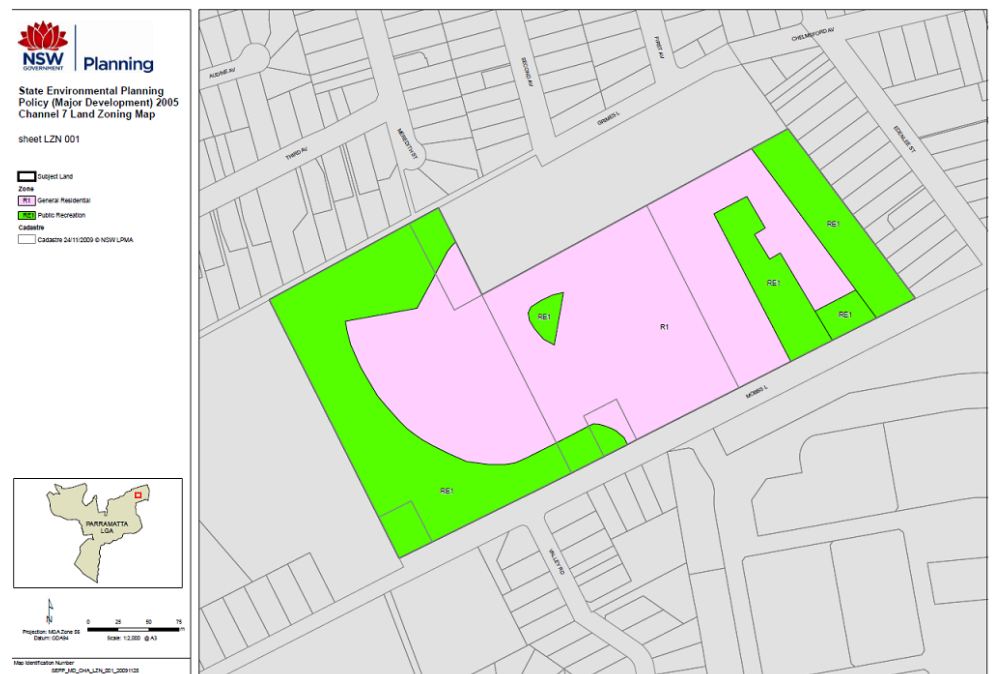 NSW
GOVERNMENT
Planning
State Environmental Planning
Policy (Major Development) 2005
Channel 7 Land Zoning Map
sheet LZN 001
Subject Land
Zone
R1 General Residential
RE1 Public Recreation
Cadastre
Cadastre 24/11/2009 © NSW LPMA
PARRAMATTA
LGA
N
0 25 50 75
m
Projection: MGA Zone 56
Datum: GDA94
Scale: 1:2,000 @ A3
Map Identification Number
SEPP_MD_CHA_LZN_001_20091125
CHELMSFORD AV
FIRST AV
SECOND AV
GRIMES L
THIRD AV
MEREDITH ST
EDENLEE ST
RE1
RE1
RE1
RE1
R1
MOBBS L
RE1
VALLEY RD